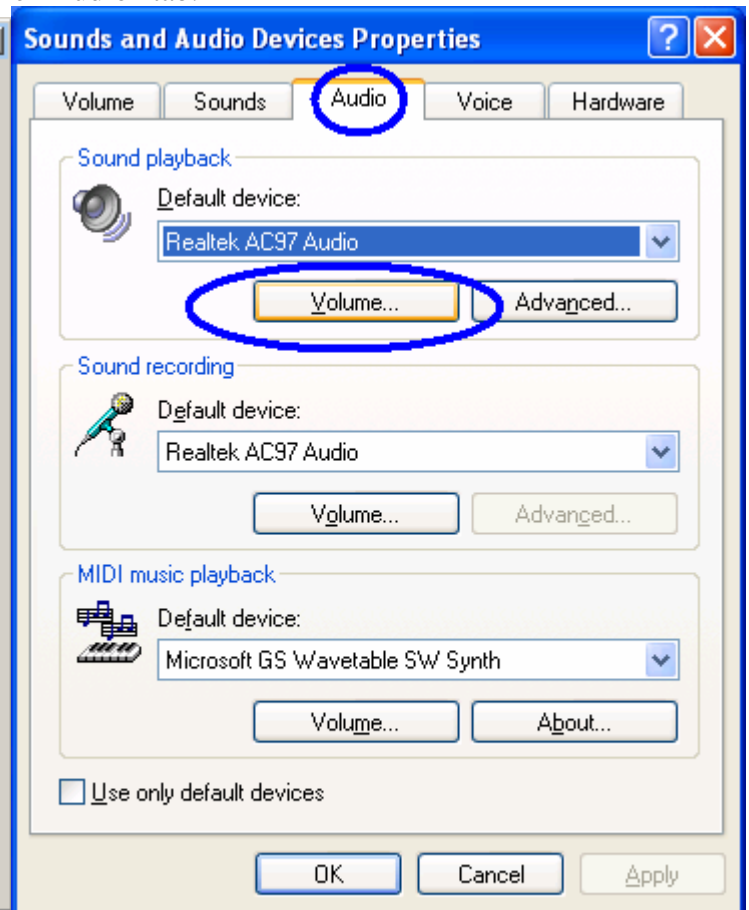 Sounds and Audio Devices Properties
Volume Sounds Audio Voice Hardware
Sound playback
Default device:
Realtek AC97 Audio
Volume... Advanced...
Sound recording
Default device:
Realtek AC97 Audio
Volume... Advanced...
MIDI music playback
Default device:
Microsoft GS Wavetable SW Synth
Volume... About...
Use only default devices
OK Cancel Apply